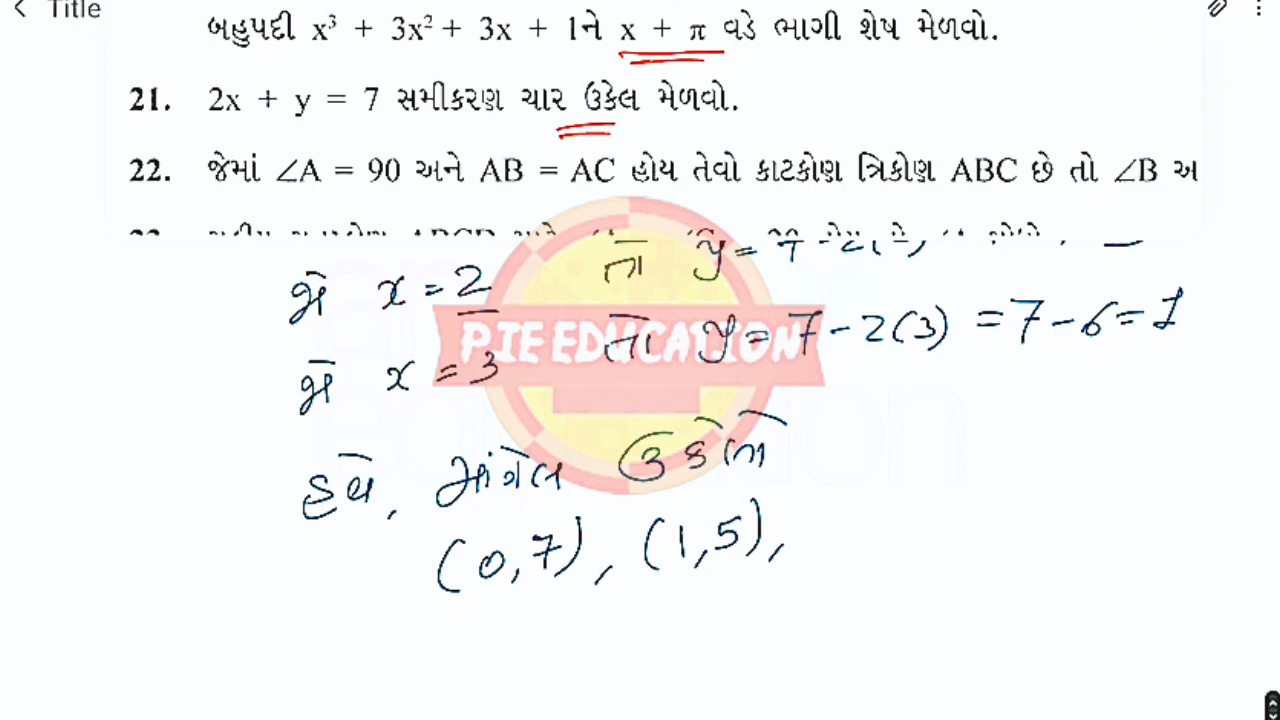 Title
બહુપદી x³ + 3x² + 3x + 1ને x + π વડે ભાગી શેષ મેળવો.
21. 2x + y = 7 સમીકરણ ચાર ઉકેલ મેળવો.
22. જેમાં ∠A = 90 અને AB = AC હોય તેવો કાટકોણ ત્રિકોણ ABC છે તો ∠B અ
જો x = 2 તો y =
જો x = 3 તો y = 7 - 2(3) = 7 - 6 = 1
હવે, માંગેલ ઉકેલો
(0,7), (1,5),
PIE EDUCATION